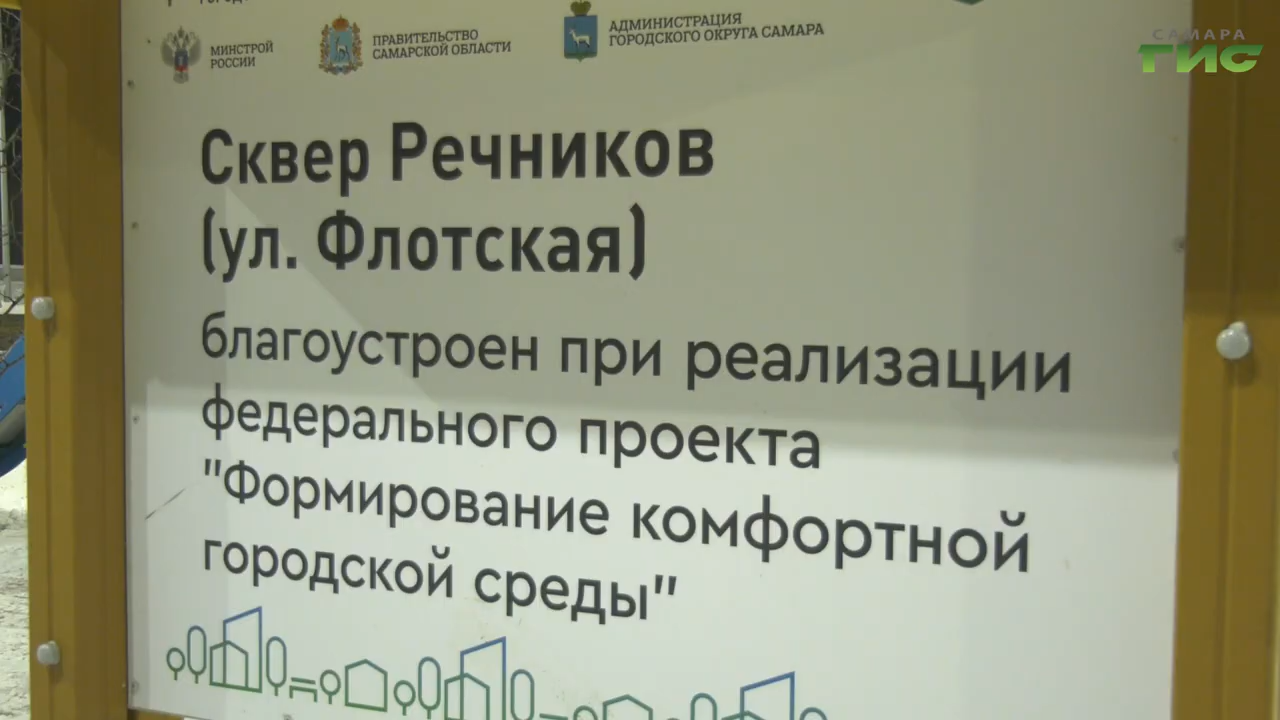 МИНСТРОЙ
РОССИИ
ПРАВИТЕЛЬСТВО
САМАРСКОЙ ОБЛАСТИ
АДМИНИСТРАЦИЯ
ГОРОДСКОГО ОКРУГА САМАРА
САМАРА
ГИС
Сквер Речников
(ул. Флотская)
благоустроен при реализации
федерального проекта
"Формирование комфортной
городской среды"